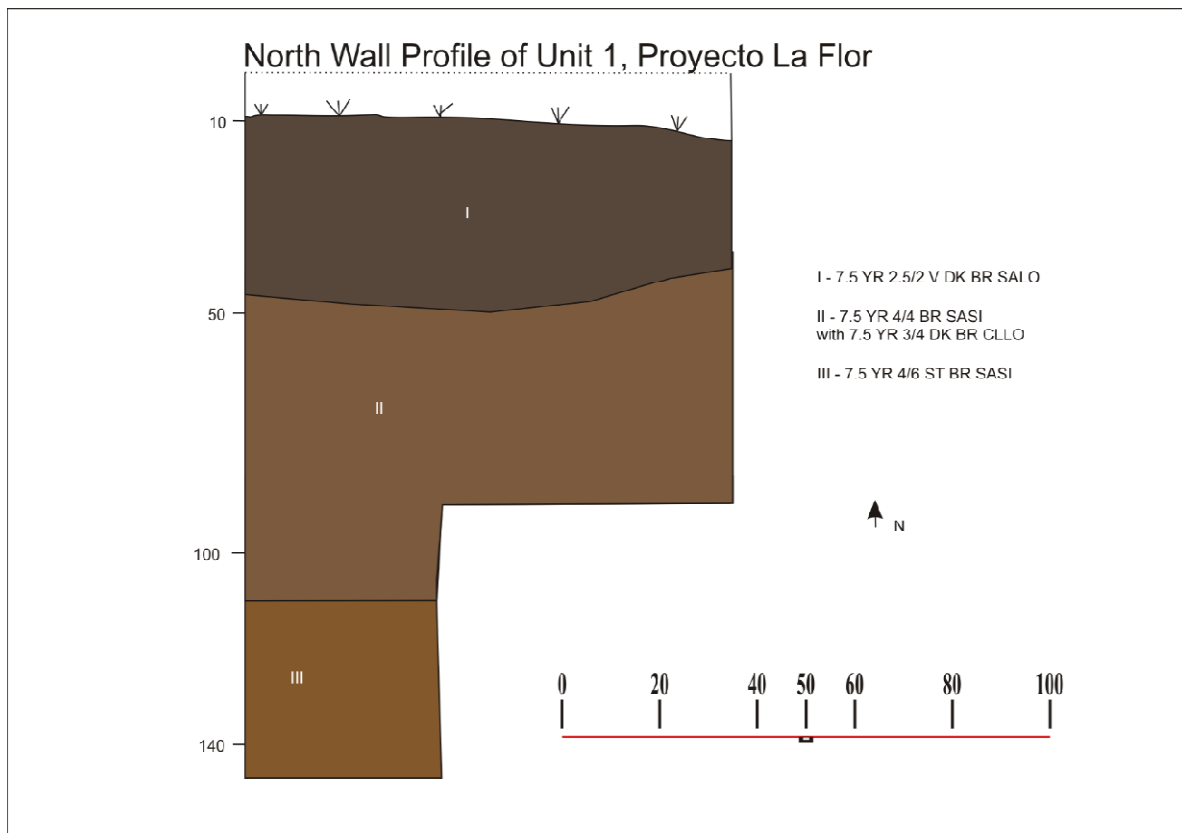 North Wall Profile of Unit 1, Proyecto La Flor
10
I
I - 7.5 YR 2.5/2 V DK BR SALO
50
II - 7.5 YR 4/4 BR SASI
with 7.5 YR 3/4 DK BR CLLO
III - 7.5 YR 4/6 ST BR SASI
II
N
100
III
0 20 40 50 60 80 100
140